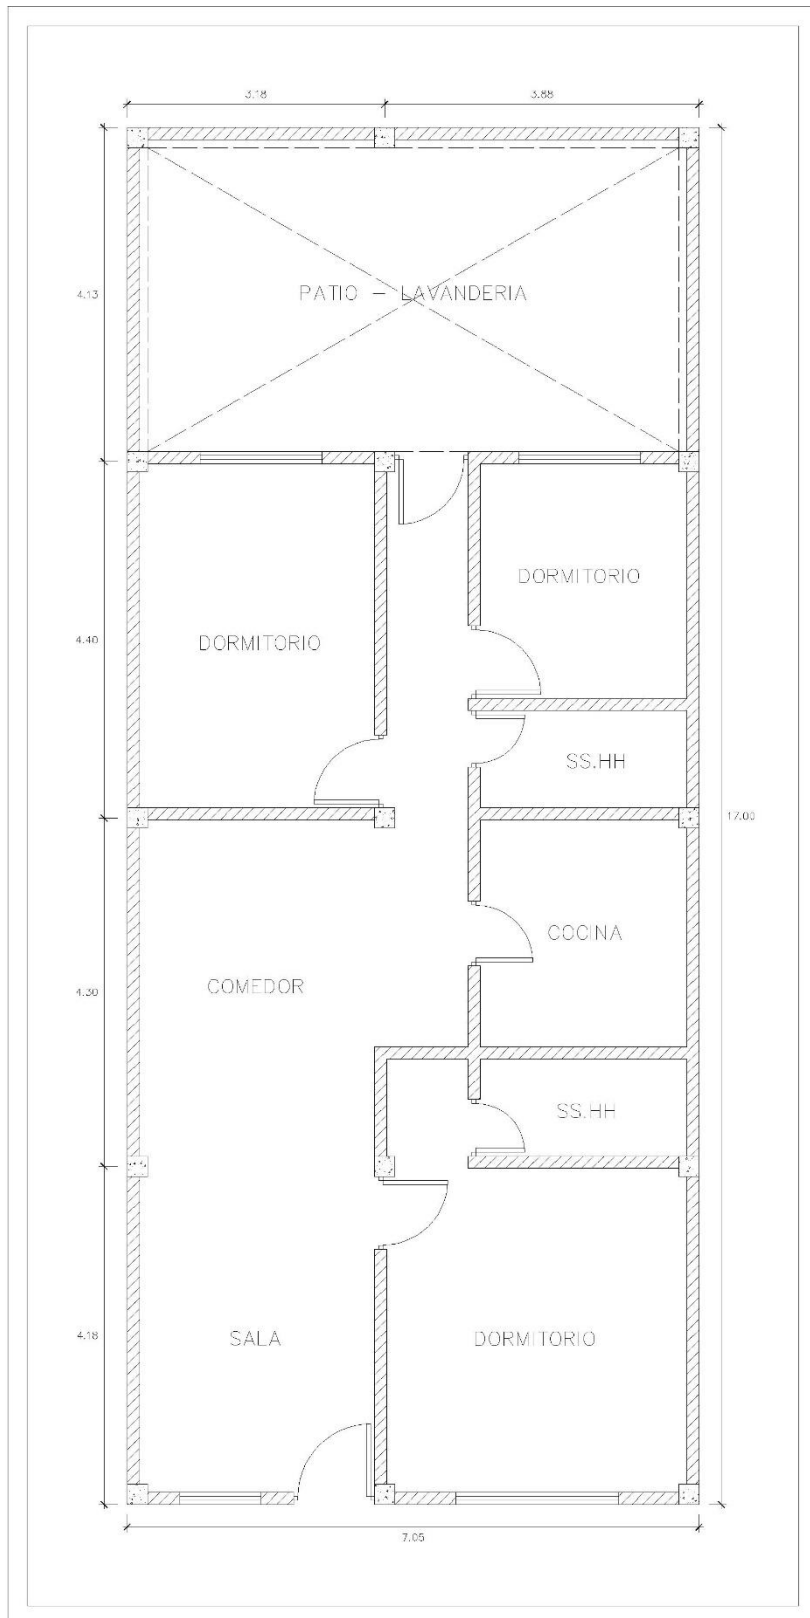 3.18
3.88
4.13
PATIO – LAVANDERIA
DORMITORIO
4.40
DORMITORIO
SS.HH
17.00
COCINA
4.30
COMEDOR
SS.HH
4.18
SALA
DORMITORIO
7.05